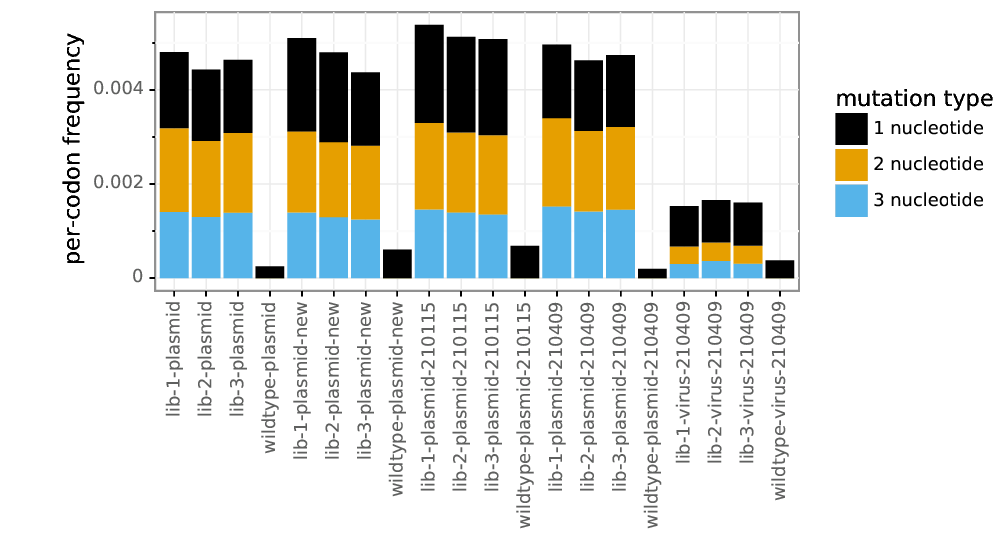 per-codon frequency
0.004
0.002
0
lib-1-plasmid
lib-2-plasmid
lib-3-plasmid
wildtype-plasmid
lib-1-plasmid-new
lib-2-plasmid-new
lib-3-plasmid-new
wildtype-plasmid-new
lib-1-plasmid-210115
lib-2-plasmid-210115
lib-3-plasmid-210115
wildtype-plasmid-210115
lib-1-plasmid-210409
lib-2-plasmid-210409
lib-3-plasmid-210409
wildtype-plasmid-210409
lib-1-virus-210409
lib-2-virus-210409
lib-3-virus-210409
wildtype-virus-210409
mutation type
1 nucleotide
2 nucleotide
3 nucleotide